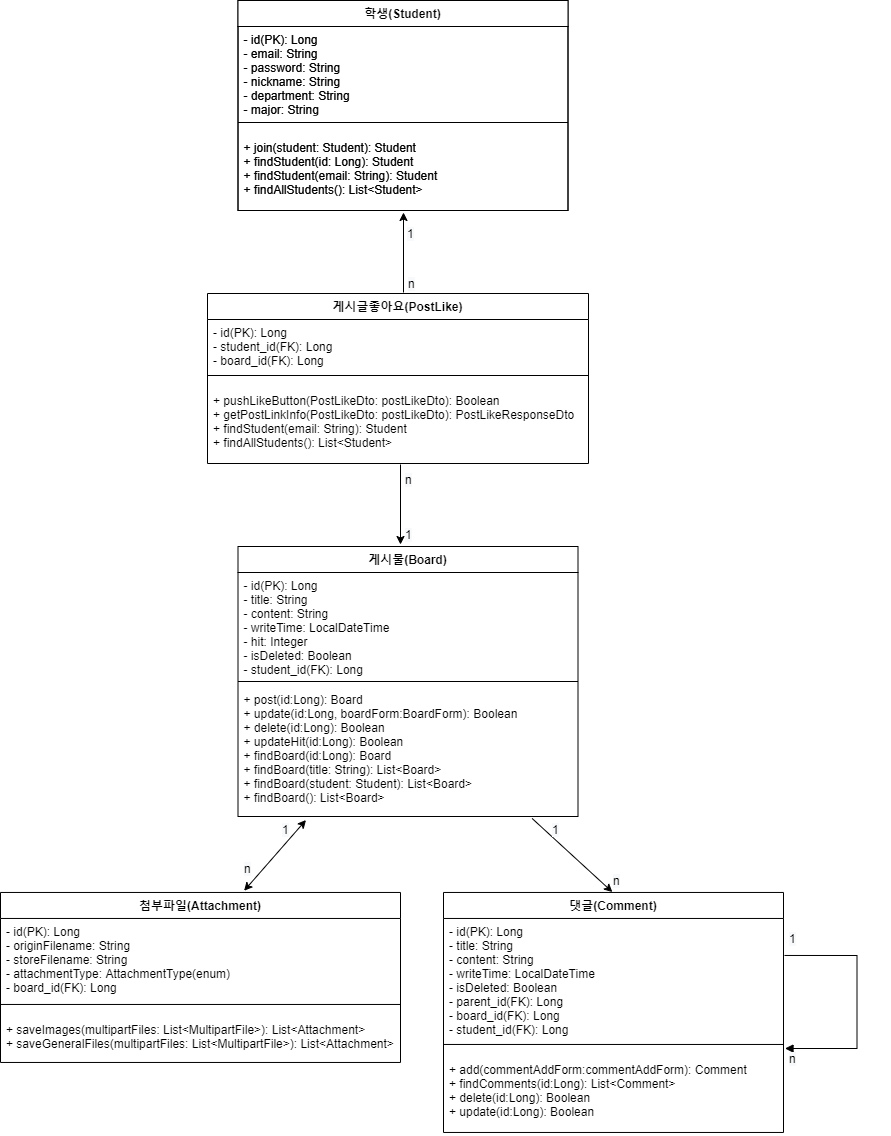 학생(Student)
- id(PK): Long
- email: String
- password: String
- nickname: String
- department: String
- major: String
+ join(student: Student): Student
+ findStudent(id: Long): Student
+ findStudent(email: String): Student
+ findAllStudents(): List<Student>
1
n
게시글좋아요(PostLike)
- id(PK): Long
- student_id(FK): Long
- board_id(FK): Long
+ pushLikeButton(PostLikeDto: postLikeDto): Boolean
+ getPostLinkInfo(PostLikeDto: postLikeDto): PostLikeResponseDto
+ findStudent(email: String): Student
+ findAllStudents(): List<Student>
n
1
게시물(Board)
- id(PK): Long
- title: String
- content: String
- writeTime: LocalDateTime
- hit: Integer
- isDeleted: Boolean
- student_id(FK): Long
+ post(id:Long): Board
+ update(id:Long, boardForm:BoardForm): Boolean
+ delete(id:Long): Boolean
+ updateHit(id:Long): Boolean
+ findBoard(id:Long): Board
+ findBoard(title: String): List<Board>
+ findBoard(student: Student): List<Board>
+ findBoard(): List<Board>
1
n
1
n
첨부파일(Attachment)
- id(PK): Long
- originFilename: String
- storeFilename: String
- attachmentType: AttachmentType(enum)
- board_id(FK): Long
+ saveImages(multipartFiles: List<MultipartFile>): List<Attachment>
+ saveGeneralFiles(multipartFiles: List<MultipartFile>): List<Attachment>
댓글(Comment)
- id(PK): Long
- title: String
- content: String
- writeTime: LocalDateTime
- isDeleted: Boolean
- parent_id(FK): Long
- board_id(FK): Long
- student_id(FK): Long
+ add(commentAddForm:commentAddForm): Comment
+ findComments(id:Long): List<Comment>
+ delete(id:Long): Boolean
+ update(id:Long): Boolean
1
n